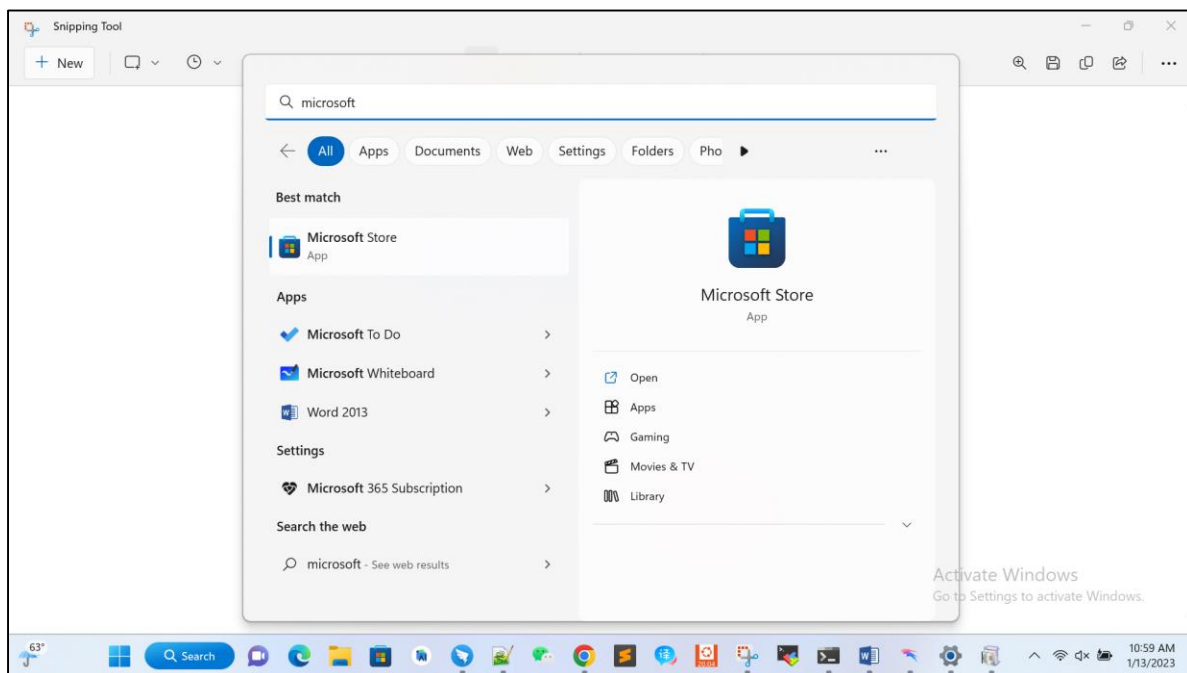 Snipping Tool
New
microsoft
All Apps Documents Web Settings Folders Pho
Best match
Microsoft Store
App
Apps
Microsoft To Do
Microsoft Whiteboard
Word 2013
Settings
Microsoft 365 Subscription
Search the web
microsoft - See web results
Microsoft Store
App
Open
Apps
Gaming
Movies & TV
Library
Activate Windows
Go to Settings to activate Windows.
63°
Search
译
20.04
10:59 AM
1/13/2023